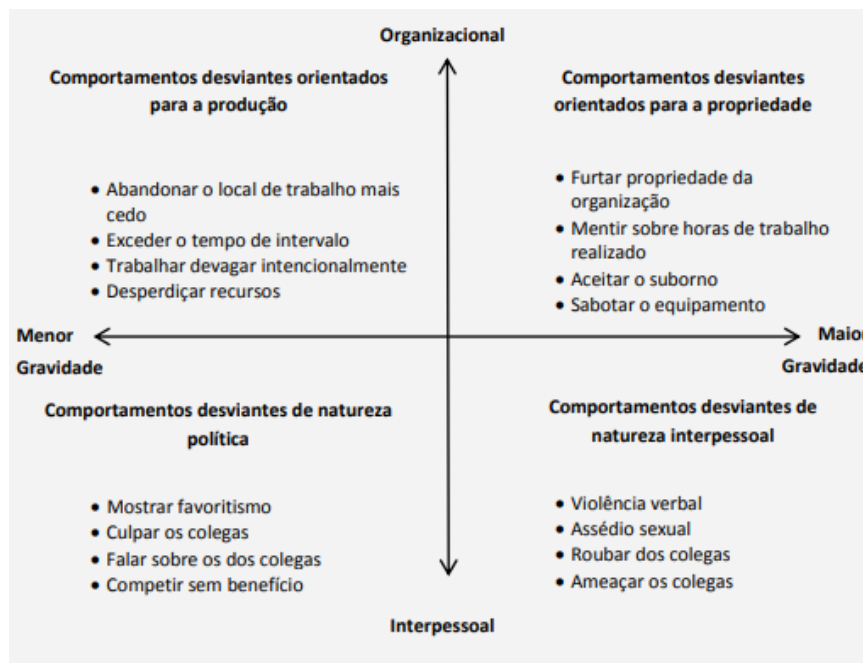 Organizacional
Comportamentos desviantes orientados
para a produção
Comportamentos desviantes
orientados para a propriedade
• Abandonar o local de trabalho mais
cedo
• Exceder o tempo de intervalo
• Trabalhar devagar intencionalmente
• Desperdiçar recursos
• Furtar propriedade da
organização
• Mentir sobre horas de trabalho
realizado
• Aceitar o suborno
• Sabotar o equipamento
Menor
Gravidade
Maior
Gravidade
Comportamentos desviantes de natureza
política
Comportamentos desviantes de
natureza interpessoal
• Mostrar favoritismo
• Culpar os colegas
• Falar sobre os dos colegas
• Competir sem benefício
• Violência verbal
• Assédio sexual
• Roubar dos colegas
• Ameaçar os colegas
Interpessoal